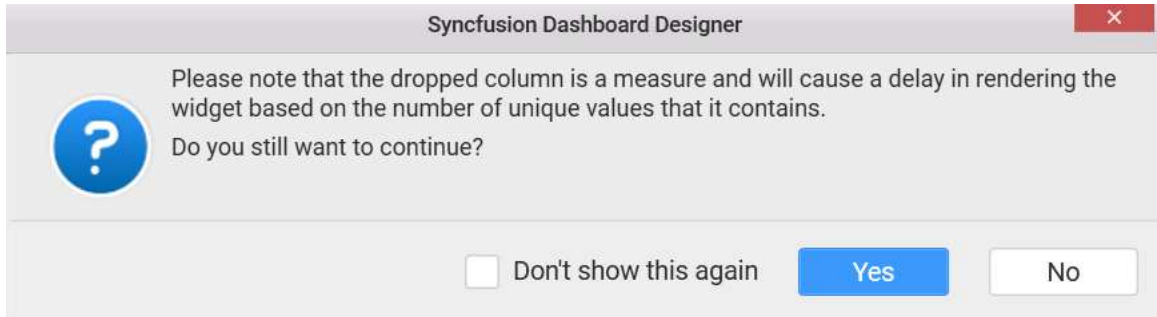 Syncfusion Dashboard Designer
Please note that the dropped column is a measure and will cause a delay in rendering the
widget based on the number of unique values that it contains.
Do you still want to continue?
Don't show this again
Yes
No